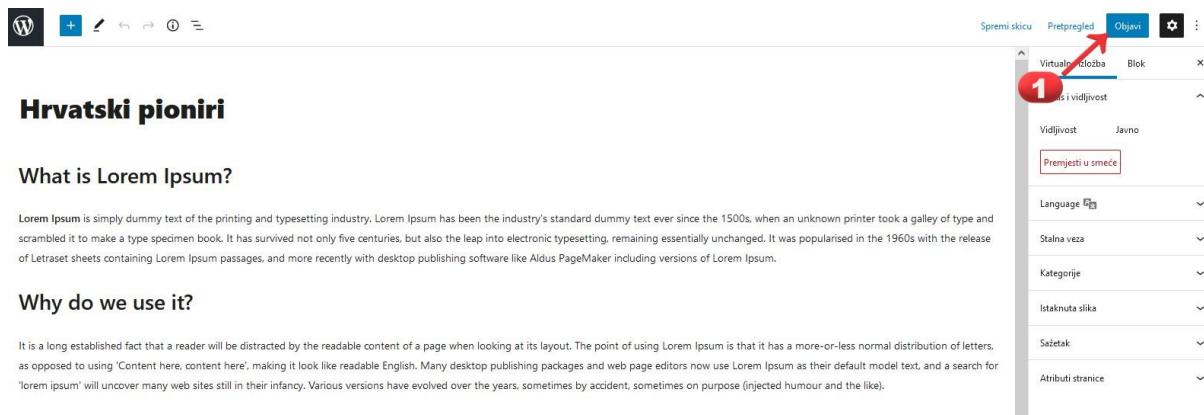 Spremi skicu Pretpregled Objavi
Virtualna izložba Blok
1
Status i vidljivost
Vidljivost Javno
Premjesti u smeće
Language
Stalna veza
Kategorije
Istaknuta slika
Sažetak
Atributi stranice
Hrvatski pioniri
What is Lorem Ipsum?
Lorem Ipsum is simply dummy text of the printing and typesetting industry. Lorem Ipsum has been the industry's standard dummy text ever since the 1500s, when an unknown printer took a galley of type and
scrambled it to make a type specimen book. It has survived not only five centuries, but also the leap into electronic typesetting, remaining essentially unchanged. It was popularised in the 1960s with the release
of Letraset sheets containing Lorem Ipsum passages, and more recently with desktop publishing software like Aldus PageMaker including versions of Lorem Ipsum.
Why do we use it?
It is a long established fact that a reader will be distracted by the readable content of a page when looking at its layout. The point of using Lorem Ipsum is that it has a more-or-less normal distribution of letters,
as opposed to using 'Content here, content here', making it look like readable English. Many desktop publishing packages and web page editors now use Lorem Ipsum as their default model text, and a search for
'lorem ipsum' will uncover many web sites still in their infancy. Various versions have evolved over the years, sometimes by accident, sometimes on purpose (injected humour and the like).